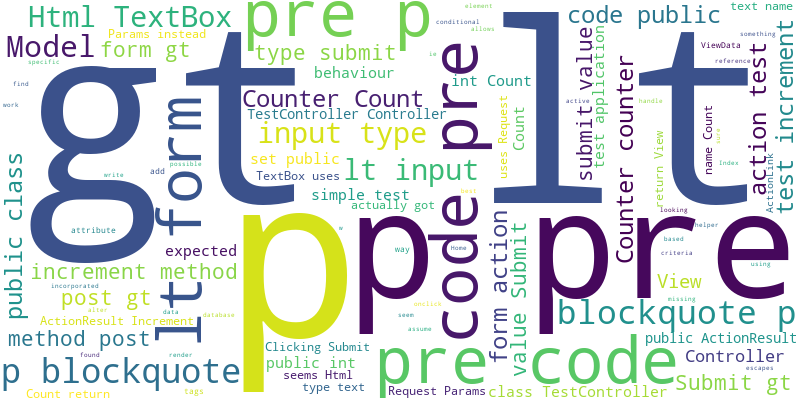 Html TextBox
pre p
element
conditional
allows
code public
text name
something
Model
Params instead
form gt
type submit
behaviour
ie
int Count
ViewData
reference
specific
find
work
gt
lt form
Counter Count
TestController Controller
input type
set public
lt input
TextBox uses
simple test
actually got
code pre
uses Request
Count
submit value
test application
active
lt
handle
return View
name Count
sure
Index
action test
ActionLink
test increment
public class
add
possible
write
attribute
expected
increment method
incorporated
post gt
alter
data
database
ActionResult Increment
method post
found
render
p blockquote
Count return
tags
p
w
way
Home
test
p
onclick
seem
assume
Clicking Submit
public int
seems Html
type text
pre code
Request Params
form action
value Submit
class TestController
pre
Counter counter
looking
helper
based
criteria
View
using
missing
blockquote p
public ActionResult
Controller
escapes
Submit gt